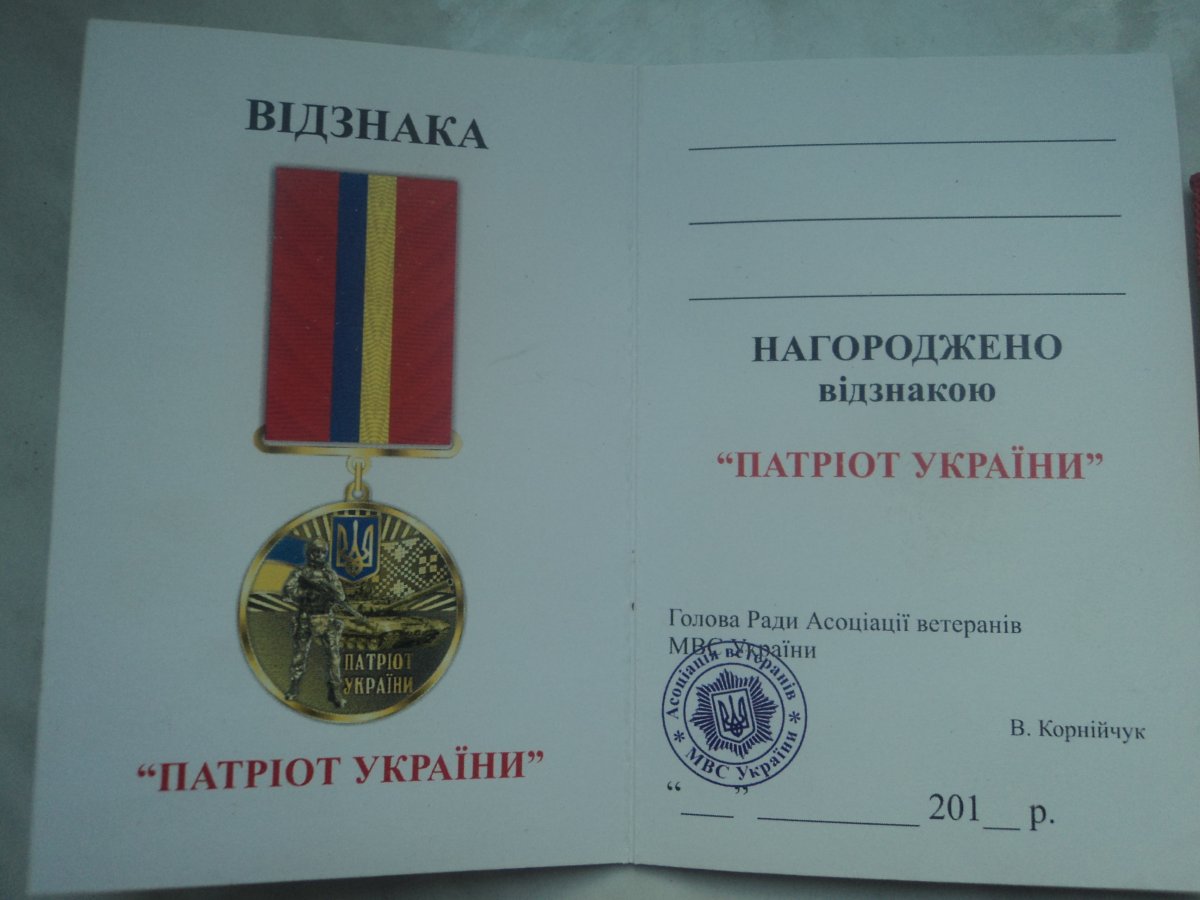 ВІДЗНАКА
ПАТРІОТ
УКРАЇНИ
“ПАТРІОТ УКРАЇНИ”
НАГОРОДЖЕНО
відзнакою
“ПАТРІОТ УКРАЇНИ”
Голова Ради Асоціації ветеранів
МВС України
* Асоціація ветеранів *
МВС України
В. Корнійчук
“___” __________ 201__ р.